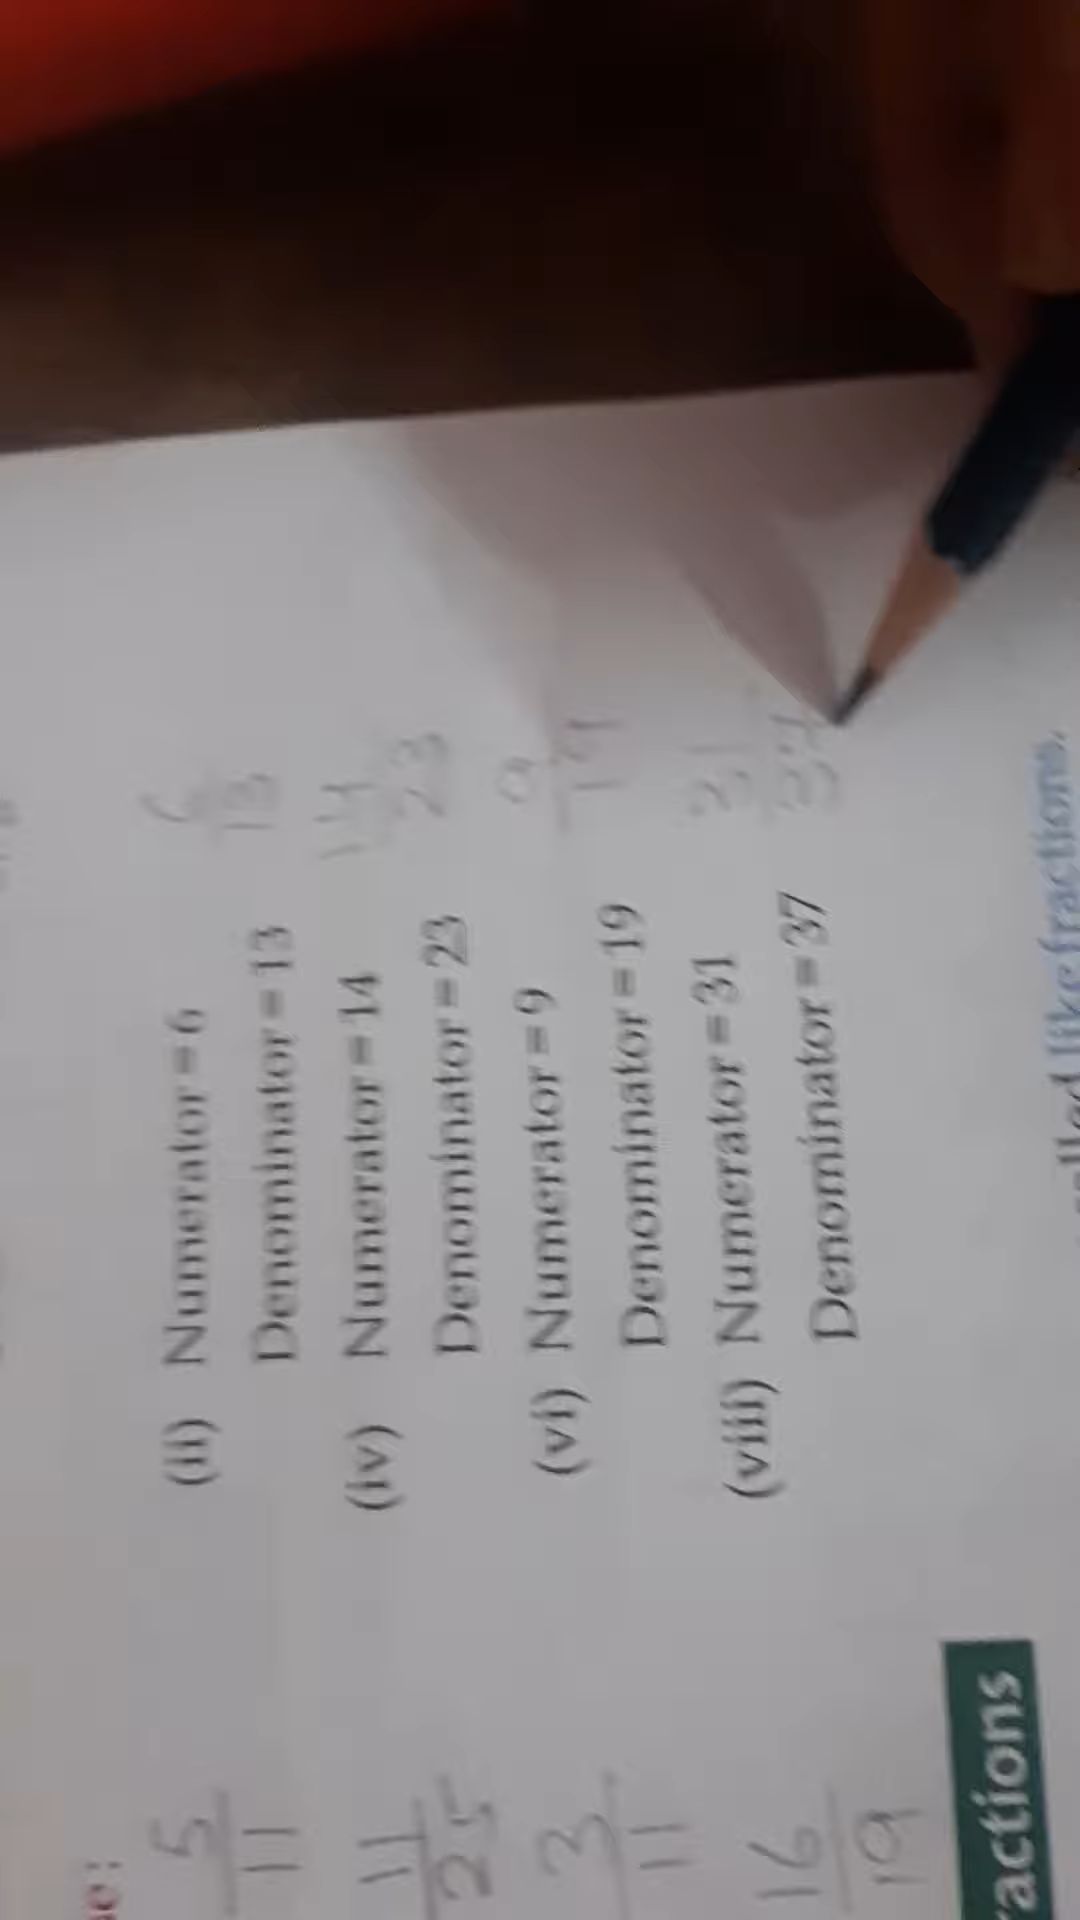 e:
5/11
(ii) Numerator = 6 6
Denominator = 13 13
11/25
(iv) Numerator = 14 14
Denominator = 23 23
3/11
(vi) Numerator = 9 9
Denominator = 19 19
16/19
(viii) Numerator = 31 31
Denominator = 37 37
ractions
alled like fractions.